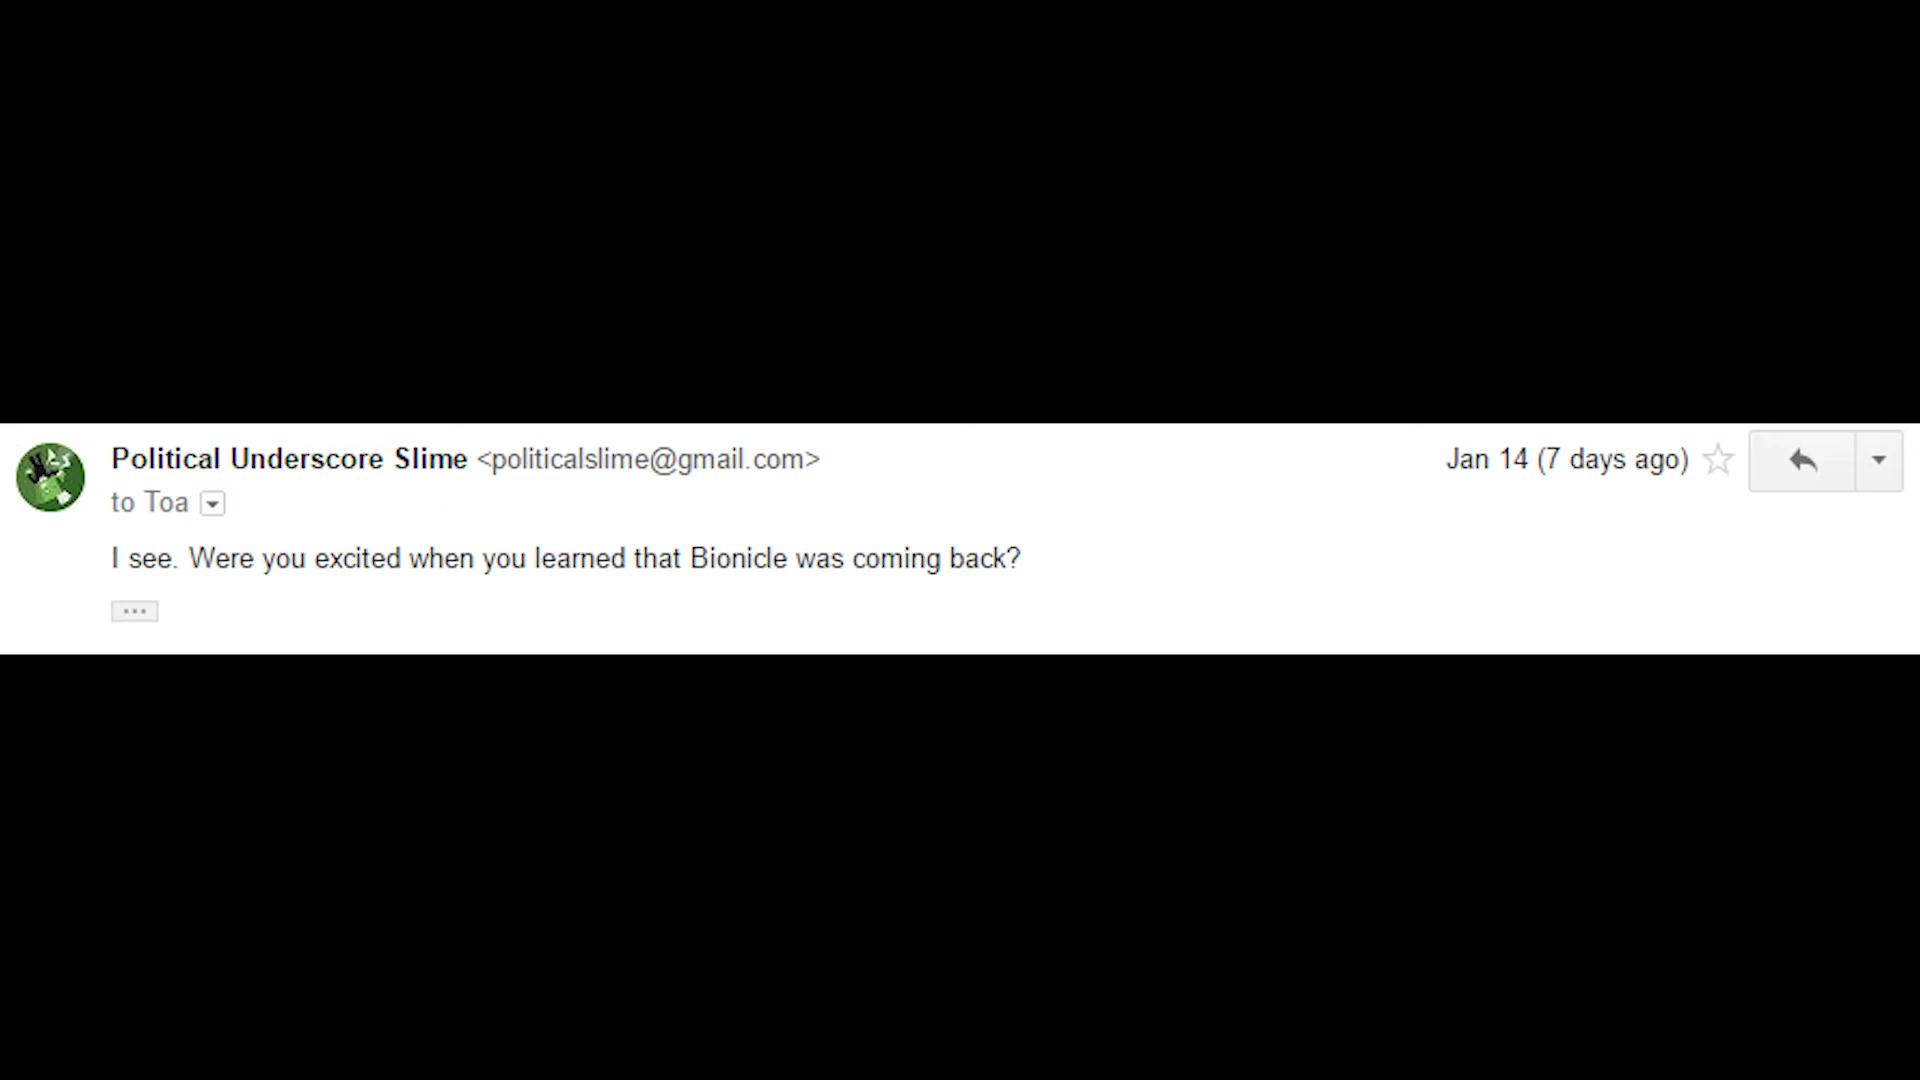 Political Underscore Slime <politicalslime@gmail.com> Jan 14 (7 days ago)
to Toa
I see. Were you excited when you learned that Bionicle was coming back?